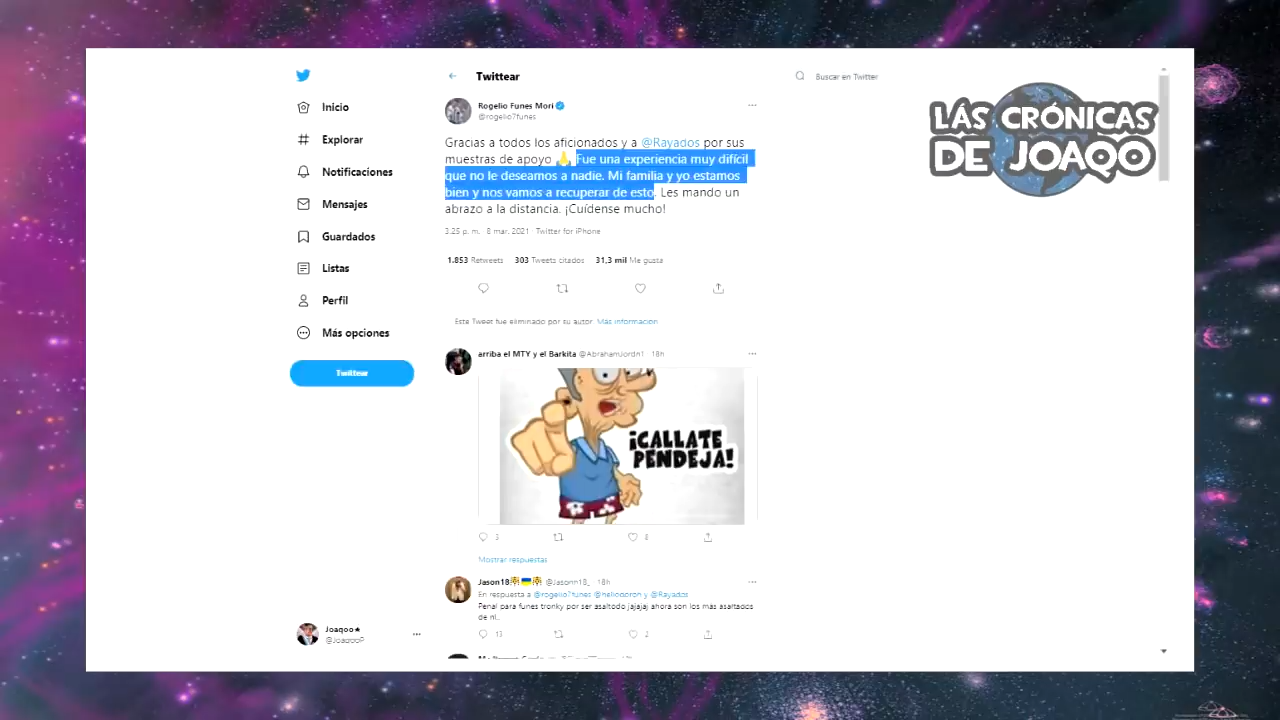 Twittear
Buscar en Twitter
LÁS CRÓNICAS
DE JOAQO
Inicio
Explorar
Notificaciones
Mensajes
Guardados
Listas
Perfil
Más opciones
Twittear
Joaqoo★
@JoaqooP
Rogelio Funes Mori
@rogelio7funes
Gracias a todos los aficionados y a @Rayados por sus
muestras de apoyo 🙏 Fue una experiencia muy difícil
que no le deseamos a nadie. Mi familia y yo estamos
bien y nos vamos a recuperar de esto. Les mando un
abrazo a la distancia. ¡Cuídense mucho!
3:25 p. m. · 8 mar. 2021 · Twitter for iPhone
1.853 Retweets 303 Tweets citados 31,3 mil Me gusta
Este Tweet fue eliminado por su autor. Más información
arriba el MTY y el Barkita @AbrahamJordn1 · 18h
¡CALLATE
PENDEJA!
3 8
Mostrar respuestas
Jason18 @Jasonn18_ · 18h
En respuesta a @rogelio7funes @heliodoroh y @Rayados
Penal para funes tronky por ser asaltodo jajajaj ahora son los mas asaltados
de nl..
13 2